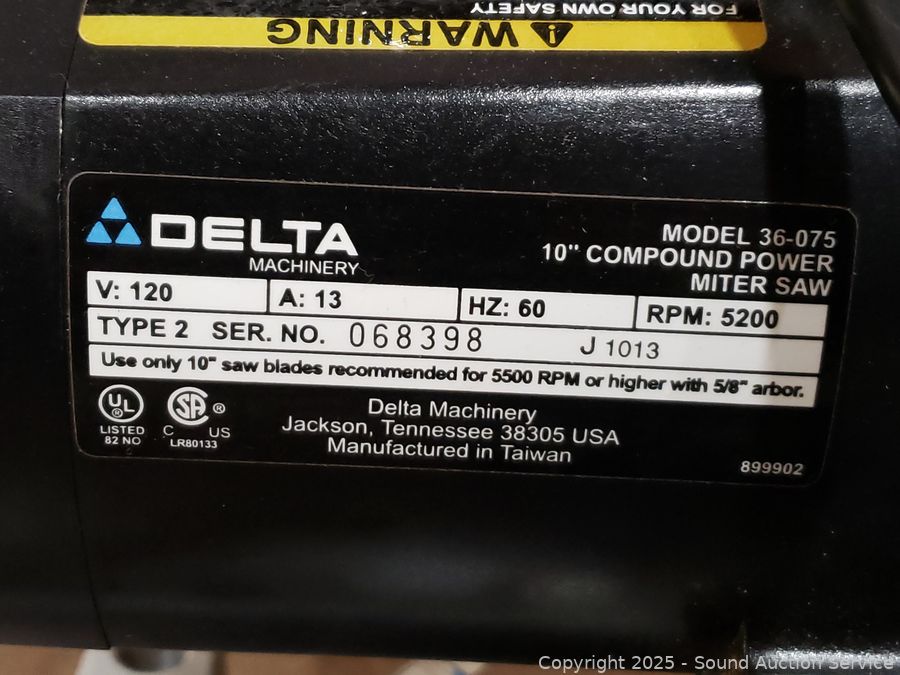 FOR YOUR OWN SAFETY
WARNING
DELTA
MACHINERY
MODEL 36-075
10" COMPOUND POWER
MITER SAW
V: 120 A: 13 HZ: 60 RPM: 5200
TYPE 2 SER. NO. 068398 J 1013
Use only 10" saw blades recommended for 5500 RPM or higher with 5/8" arbor.
UL ®
LISTED
82 NO
SA ®
C US
LR80133
Delta Machinery
Jackson, Tennessee 38305 USA
Manufactured in Taiwan
899902
Copyright © 2025 - Sound Auction Service